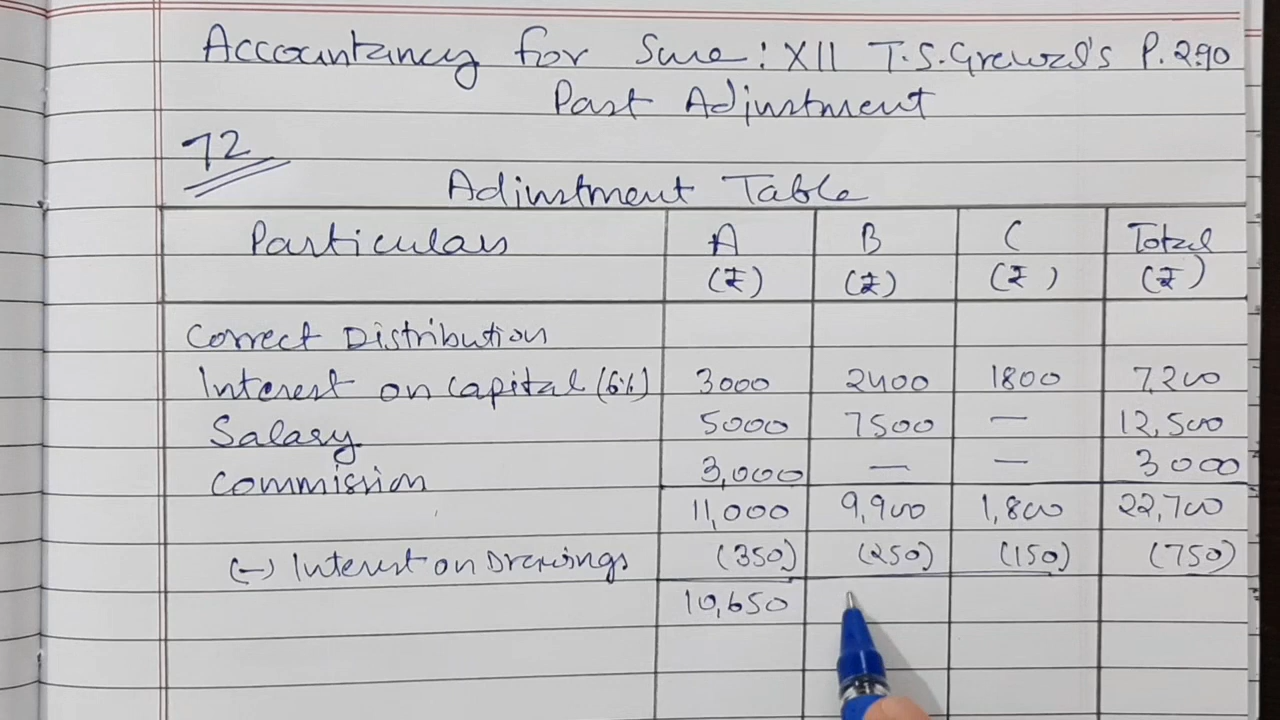 Accountancy for Sure: XII T.S.Grewal's P. 2.90
Past Adjustment
72
Adjustment Table
Particulars A B C Total
(₹) (₹) (₹) (₹)
Correct Distribution
Interest on capital (6%) 3000 2400 1800 7,200
Salary 5000 7500 — 12,500
Commission 3,000 — — 3000
11,000 9,900 1,800 22,700
(-) Interest on Drawings (350) (250) (150) (750)
10,650